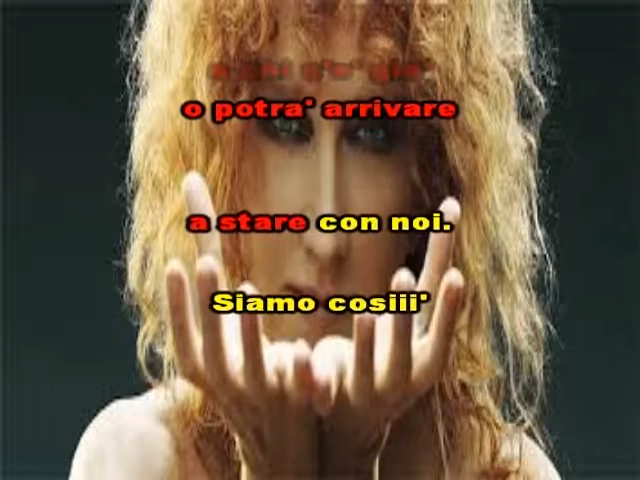 o potra' arrivare
a stare con noi.
Siamo cosiii'